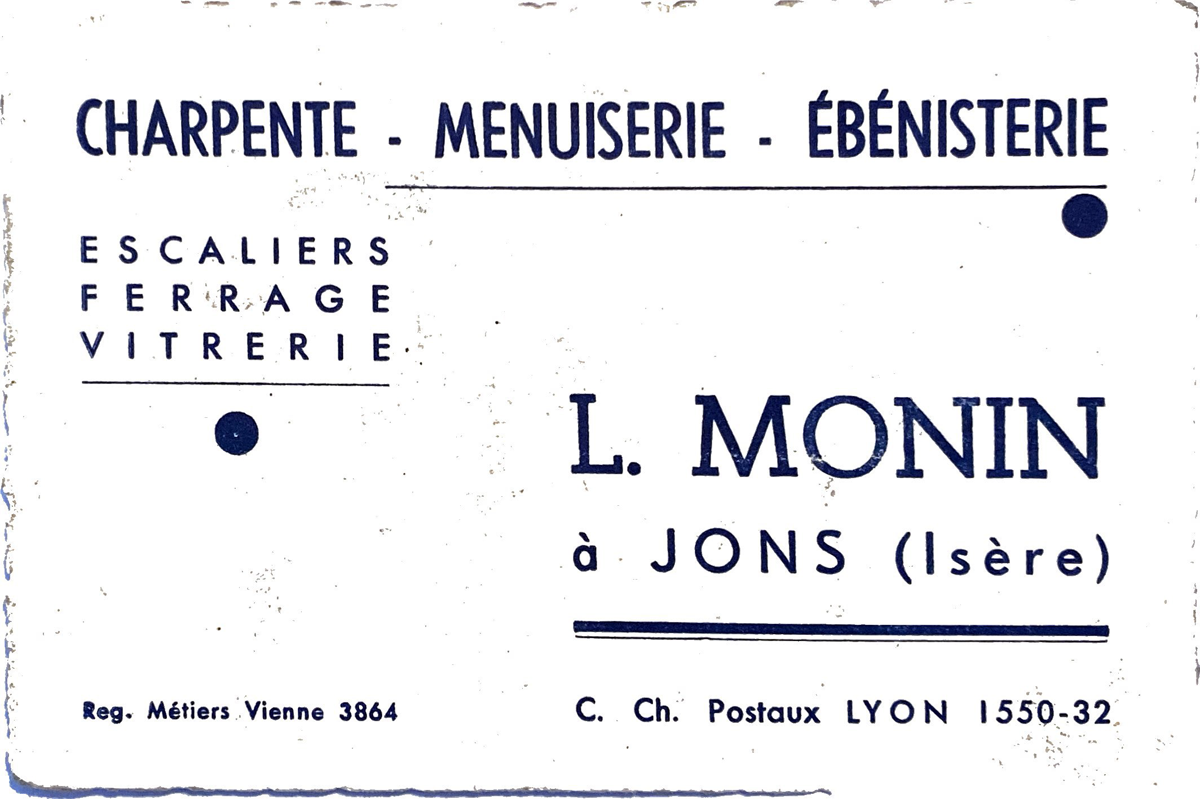 CHARPENTE - MENUISERIE - ÉBÉNISTERIE
ESCALIERS
FERRAGE
VITRERIE
L. MONIN
à JONS (Isère)
Reg. Métiers Vienne 3864
C. Ch. Postaux LYON 1550-32